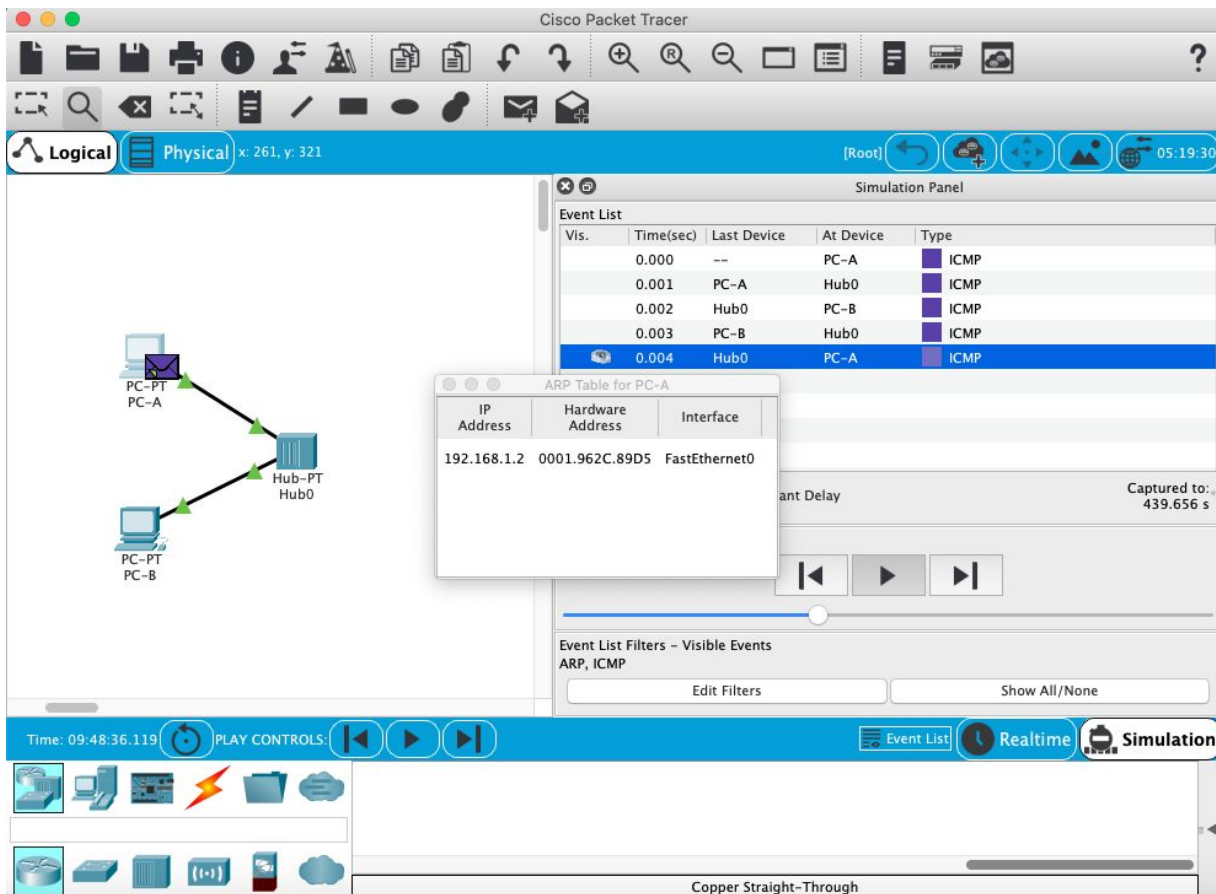 Cisco Packet Tracer
Logical
Physical x: 261, y: 321
[Root]
05:19:30
Simulation Panel
Event List
Vis. Time(sec) Last Device At Device Type
0.000 -- PC-A ICMP
0.001 PC-A Hub0 ICMP
0.002 Hub0 PC-B ICMP
0.003 PC-B Hub0 ICMP
0.004 Hub0 PC-A ICMP
PC-PT
PC-A
Hub-PT
Hub0
PC-PT
PC-B
ARP Table for PC-A
IP Address Hardware Address Interface
192.168.1.2 0001.962C.89D5 FastEthernet0
Delay
Captured to:
439.656 s
Event List Filters – Visible Events
ARP, ICMP
Edit Filters Show All/None
Time: 09:48:36.119 PLAY CONTROLS:
Event List Realtime Simulation
Copper Straight-Through